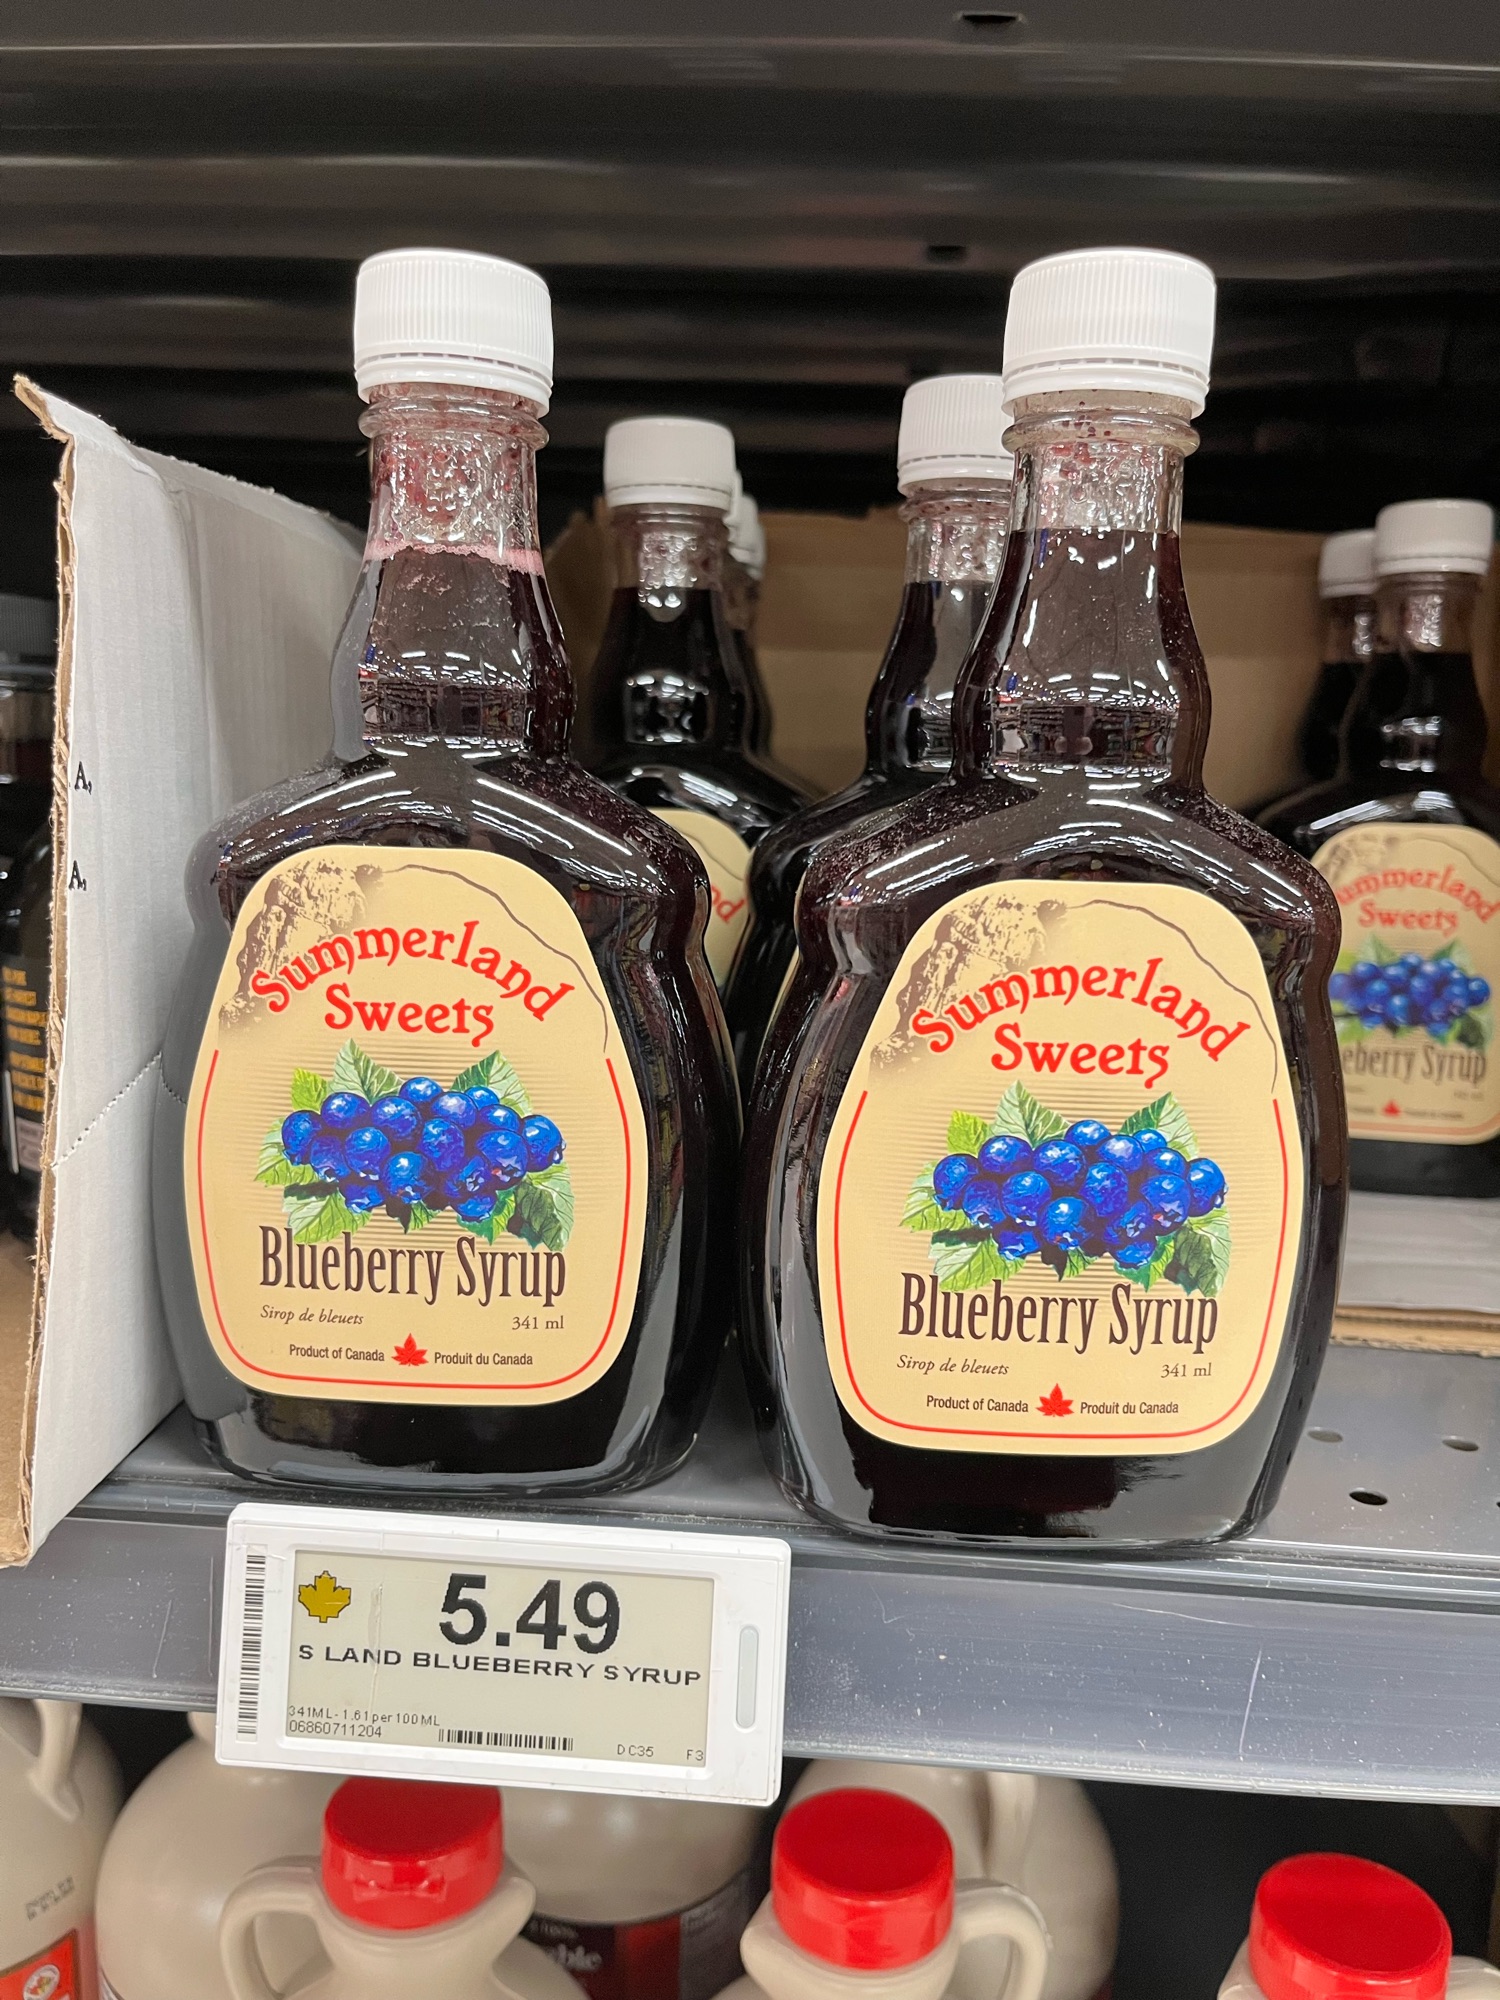 A.
A.
Summerland
Sweets
Blueberry Syrup
Sirop de bleuets
341 ml
Product of Canada
Produit du Canada
Summerland
Sweets
Blueberry Syrup
Sirop de bleuets
341 ml
Product of Canada
Produit du Canada
Sweets
Syrup
5.49
S LAND BLUEBERRY SYRUP
341ML - 1.61 per 100 ML
06860711204
DC35
F3